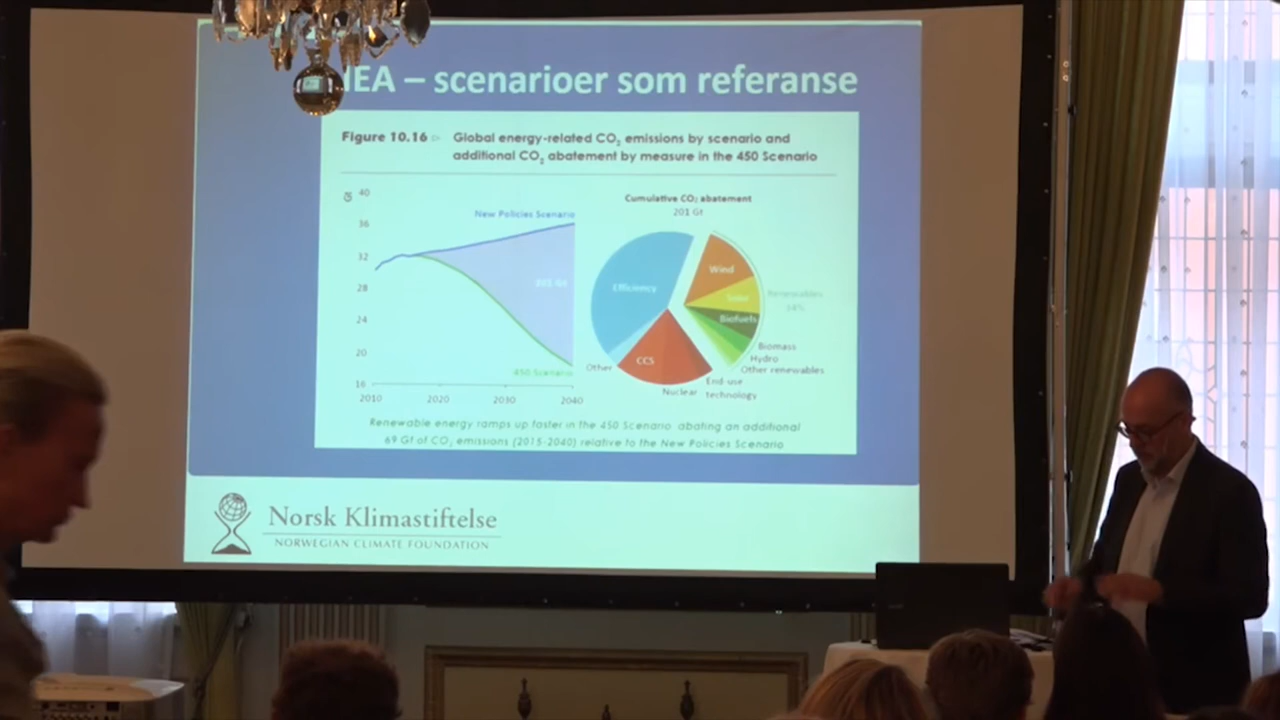 IEA – scenarioer som referanse
Figure 10.16 ▷ Global energy-related CO₂ emissions by scenario and
additional CO₂ abatement by measure in the 450 Scenario
Gt
40
36
32
28
24
20
16
2010 2020 2030 2040
New Policies Scenario
450 Scenario
Cumulative CO₂ abatement
201 Gt
Efficiency
Wind
Solar
Renewables
34%
Biofuels
Biomass
Hydro
Other renewables
End-use
technology
Nuclear
CCS
Other
Renewable energy ramps up faster in the 450 Scenario abating an additional
69 Gt of CO₂ emissions (2015-2040) relative to the New Policies Scenario
Norsk Klimastiftelse
NORWEGIAN CLIMATE FOUNDATION